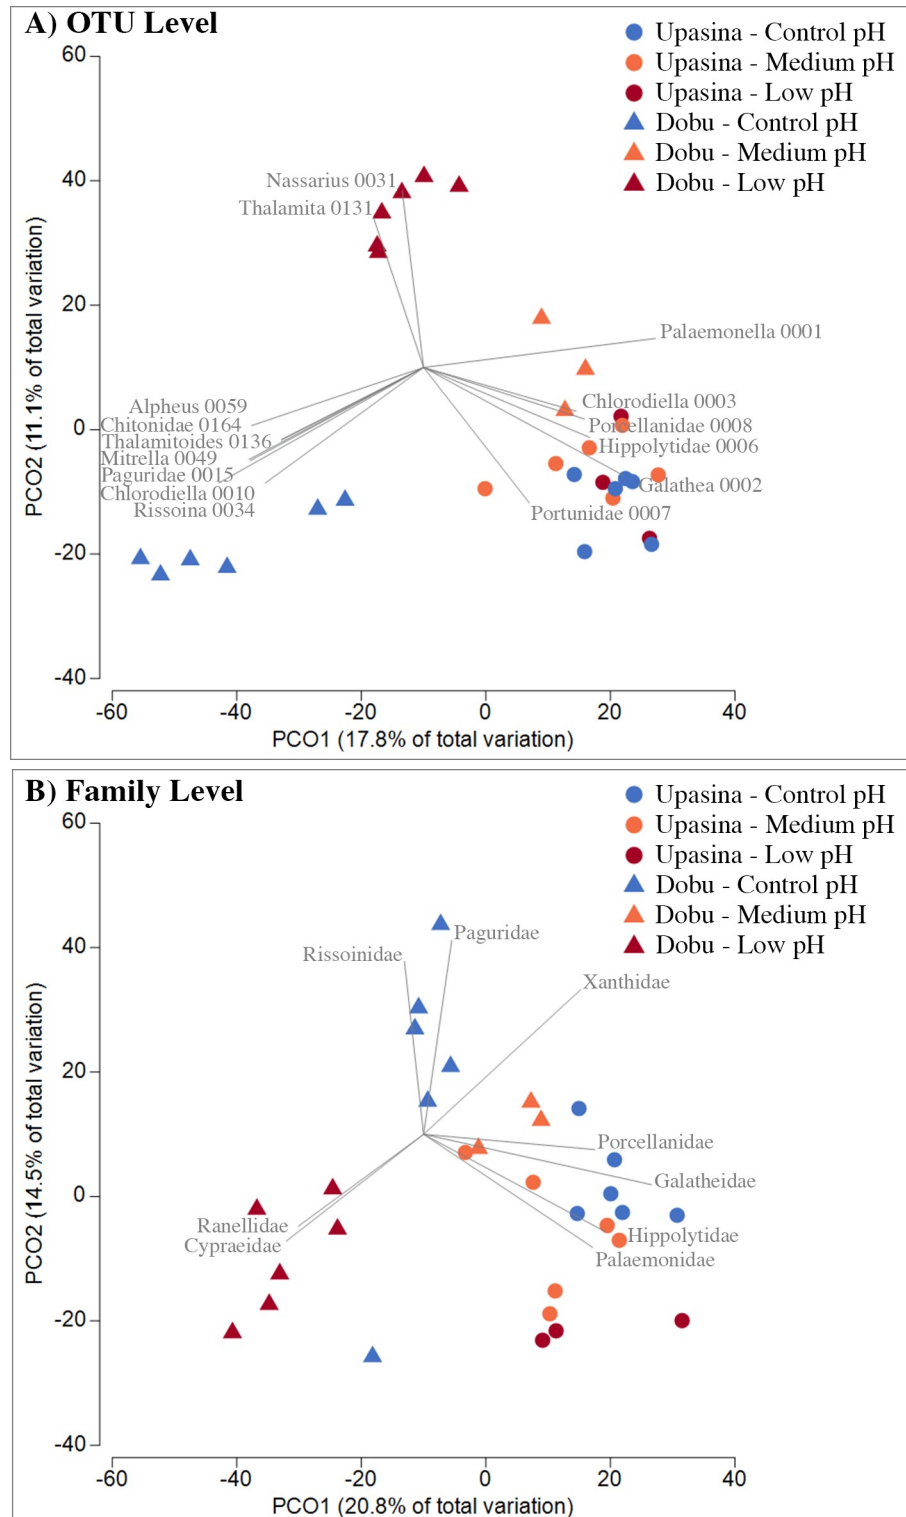 A) OTU Level
Upasina - Control pH
Upasina - Medium pH
Upasina - Low pH
Dobu - Control pH
Dobu - Medium pH
Dobu - Low pH
60
40
20
0
-20
-40
PCO2 (11.1% of total variation)
Nassarius 0031
Thalamita 0131
Palaemonella 0001
Chlorodiella 0003
Porcellanidae 0008
Hippolytidae 0006
Galathea 0002
Portunidae 0007
Alpheus 0059
Chitonidae 0164
Thalamitoides 0136
Mitrella 0049
Paguridae 0015
Chlorodiella 0010
Rissoina 0034
-60 -40 -20 0 20 40
PCO1 (17.8% of total variation)
B) Family Level
Upasina - Control pH
Upasina - Medium pH
Upasina - Low pH
Dobu - Control pH
Dobu - Medium pH
Dobu - Low pH
60
40
20
0
-20
-40
PCO2 (14.5% of total variation)
Paguridae
Rissoinidae
Xanthidae
Porcellanidae
Galatheidae
Ranellidae
Cypraeidae
Hippolytidae
Palaemonidae
-60 -40 -20 0 20 40
PCO1 (20.8% of total variation)